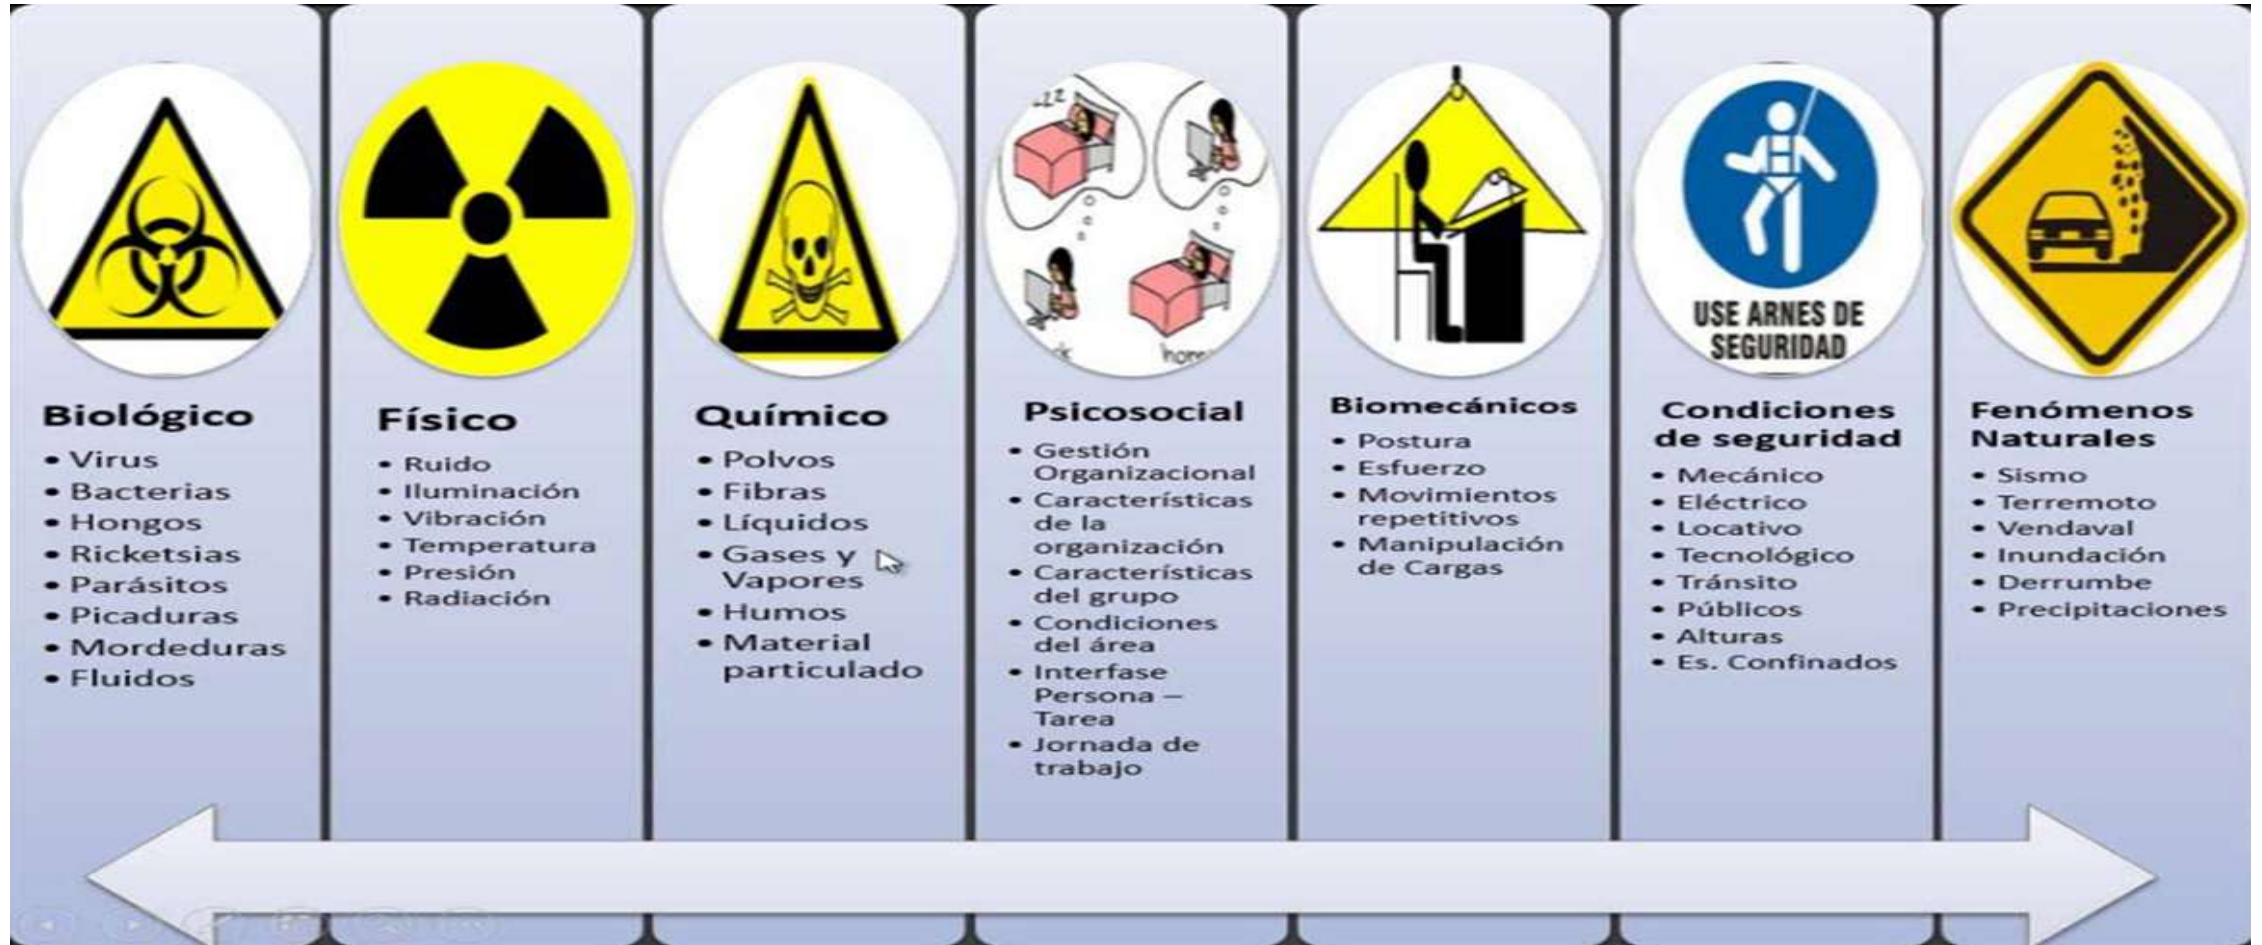 Biológico
• Virus
• Bacterias
• Hongos
• Ricketsias
• Parásitos
• Picaduras
• Mordeduras
• Fluidos
Físico
• Ruido
• Iluminación
• Vibración
• Temperatura
• Presión
• Radiación
Químico
• Polvos
• Fibras
• Líquidos
• Gases y
Vapores
• Humos
• Material
particulado
zzz
Psicosocial
• Gestión
Organizacional
• Características
de la
organización
• Características
del grupo
• Condiciones
del área
• Interfase
Persona –
Tarea
• Jornada de
trabajo
Biomecánicos
• Postura
• Esfuerzo
• Movimientos
repetitivos
• Manipulación
de Cargas
USE ARNES DE
SEGURIDAD
Condiciones
de seguridad
• Mecánico
• Eléctrico
• Locativo
• Tecnológico
• Tránsito
• Públicos
• Alturas
• Es. Confinados
Fenómenos
Naturales
• Sismo
• Terremoto
• Vendaval
• Inundación
• Derrumbe
• Precipitaciones